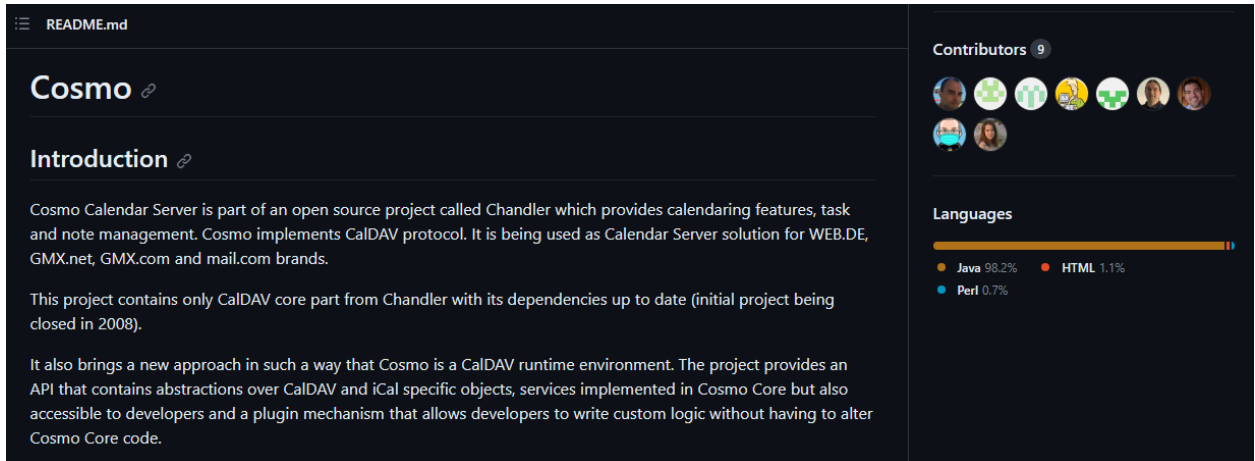 README.md
Cosmo
Introduction
Cosmo Calendar Server is part of an open source project called Chandler which provides calendaring features, task
and note management. Cosmo implements CalDAV protocol. It is being used as Calendar Server solution for WEB.DE,
GMX.net, GMX.com and mail.com brands.
This project contains only CalDAV core part from Chandler with its dependencies up to date (initial project being
closed in 2008).
It also brings a new approach in such a way that Cosmo is a CalDAV runtime environment. The project provides an
API that contains abstractions over CalDAV and iCal specific objects, services implemented in Cosmo Core but also
accessible to developers and a plugin mechanism that allows developers to write custom logic without having to alter
Cosmo Core code.
Contributors 9
Languages
Java 98.2% HTML 1.1%
Perl 0.7%